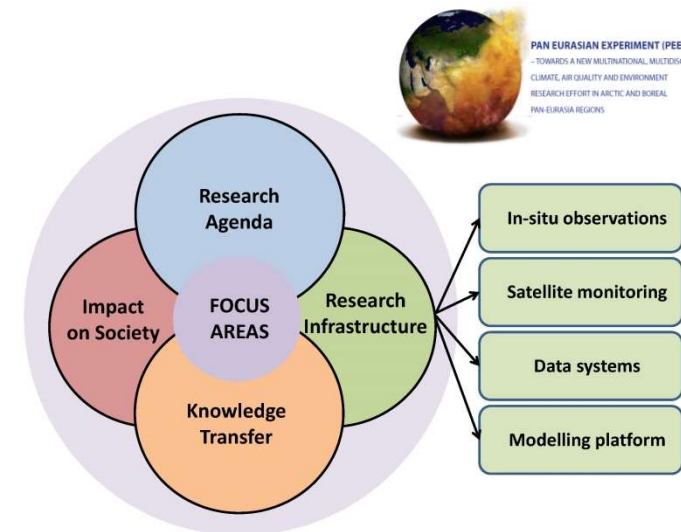 PAN EURASIAN EXPERIMENT
– TOWARDS A NEW MULTINATIONAL,
CLIMATE, AIR QUALITY AND ENVIRONMENT
RESEARCH EFFORT IN ARCTIC AND BOREAL
PAN-EURASIA REGIONS
Research
Agenda
Impact
on Society
FOCUS
AREAS
Research
Infrastructure
Knowledge
Transfer
In-situ observations
Satellite monitoring
Data systems
Modelling platform